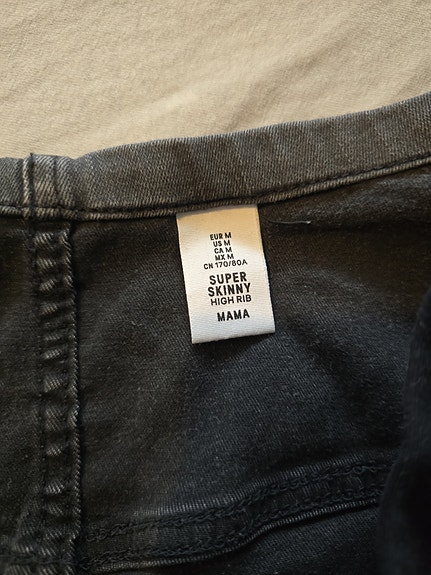 EUR M
US M
CA M
MX M
CN 170/80A
SUPER
SKINNY
HIGH RIB
MAMA